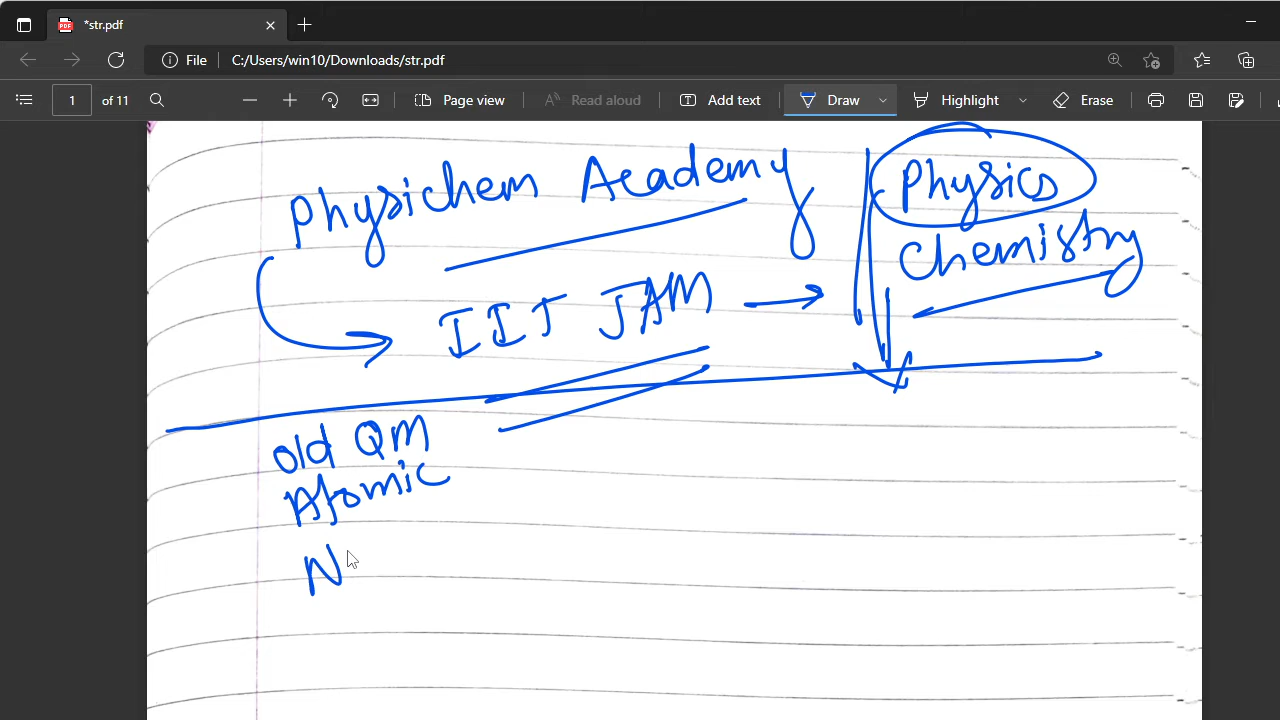 *str.pdf
File C:/Users/win10/Downloads/str.pdf
1 of 11 Page view Read aloud Add text Draw Highlight Erase
physichem Academy
physics
chemistry
IIT JAM
old QM
Atomic
N